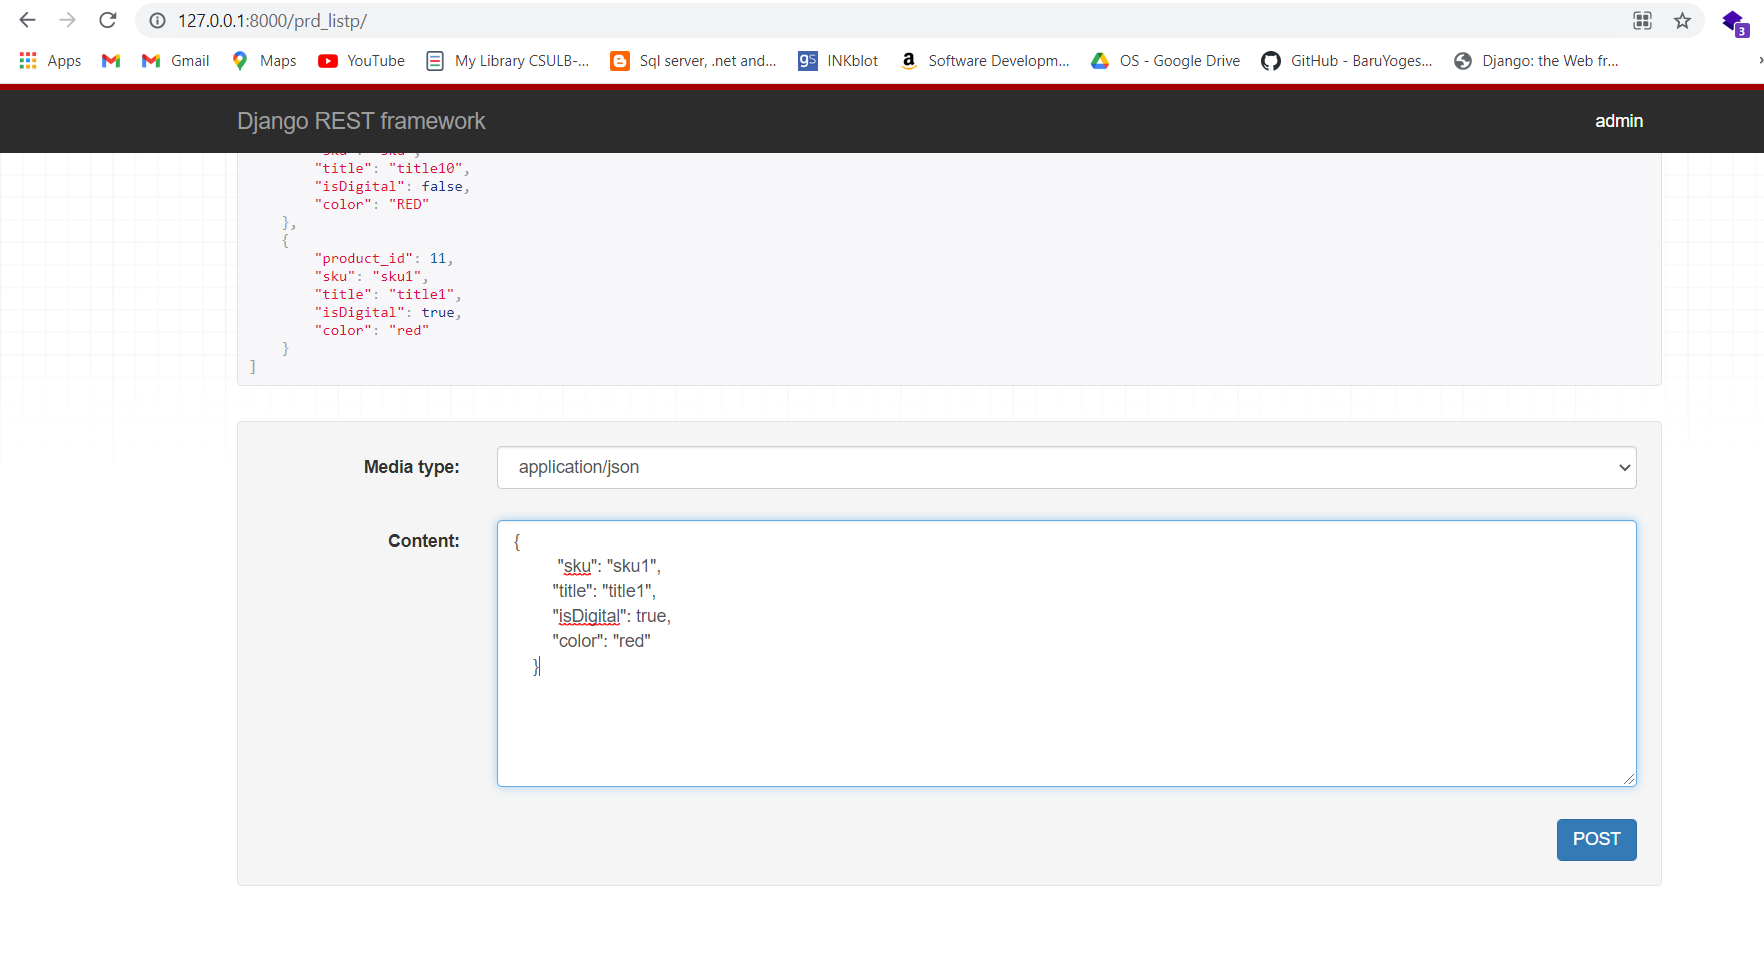 127.0.0.1:8000/prd_listp/
Apps Gmail Maps YouTube My Library CSULB-... Sql server, .net and... gs INKblot a Software Developm... OS - Google Drive GitHub - BaruYoges... Django: the Web fr... 3
Django REST framework admin
"title": "title10",
"isDigital": false,
"color": "RED"
},
{
"product_id": 11,
"sku": "sku1",
"title": "title1",
"isDigital": true,
"color": "red"
}
]
Media type: application/json
Content: {
"sku": "sku1",
"title": "title1",
"isDigital": true,
"color": "red"
}
POST